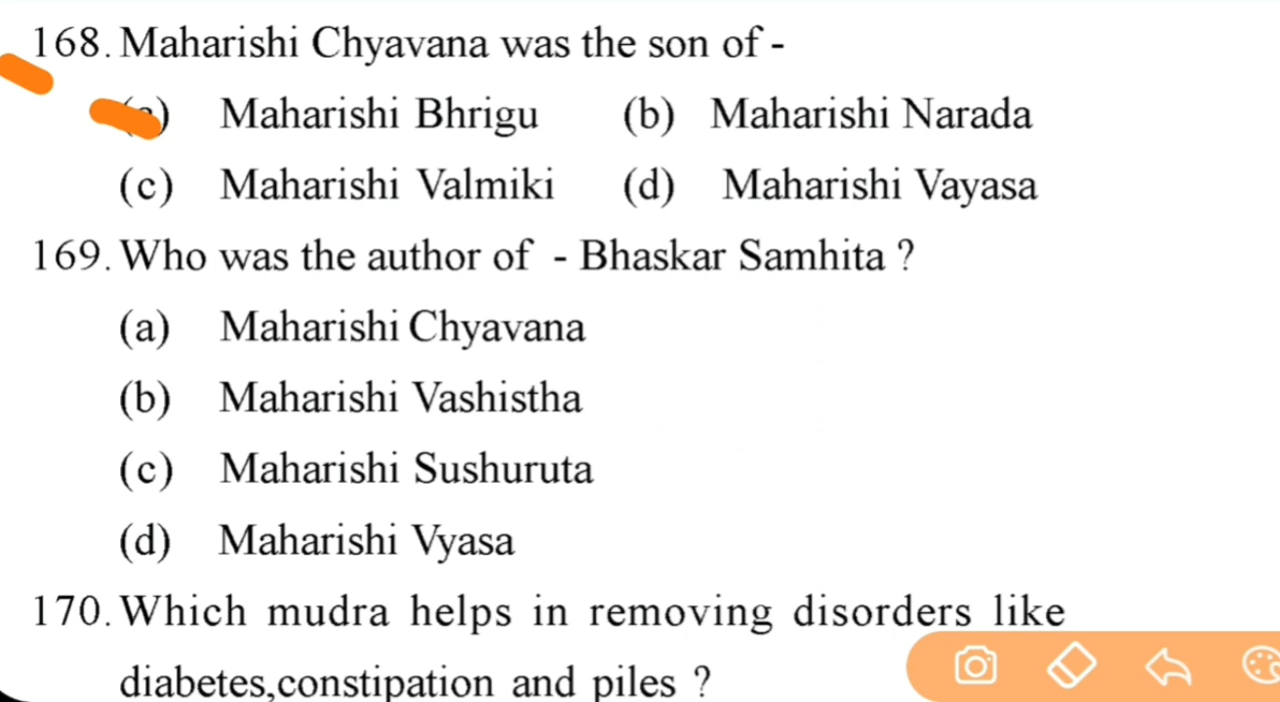 168. Maharishi Chyavana was the son of -
Maharishi Bhrigu (b) Maharishi Narada
(c) Maharishi Valmiki (d) Maharishi Vayasa
169. Who was the author of - Bhaskar Samhita ?
(a) Maharishi Chyavana
(b) Maharishi Vashistha
(c) Maharishi Sushuruta
(d) Maharishi Vyasa
170. Which mudra helps in removing disorders like
diabetes,constipation and piles ?